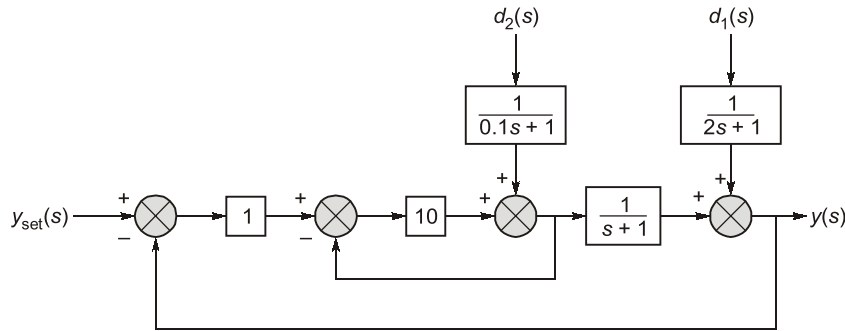 d₂(s) d₁(s)
1 1
0.1s + 1 2s + 1
+ +
+ + + +
y_set(s) 1 10 1 y(s)
− − s + 1